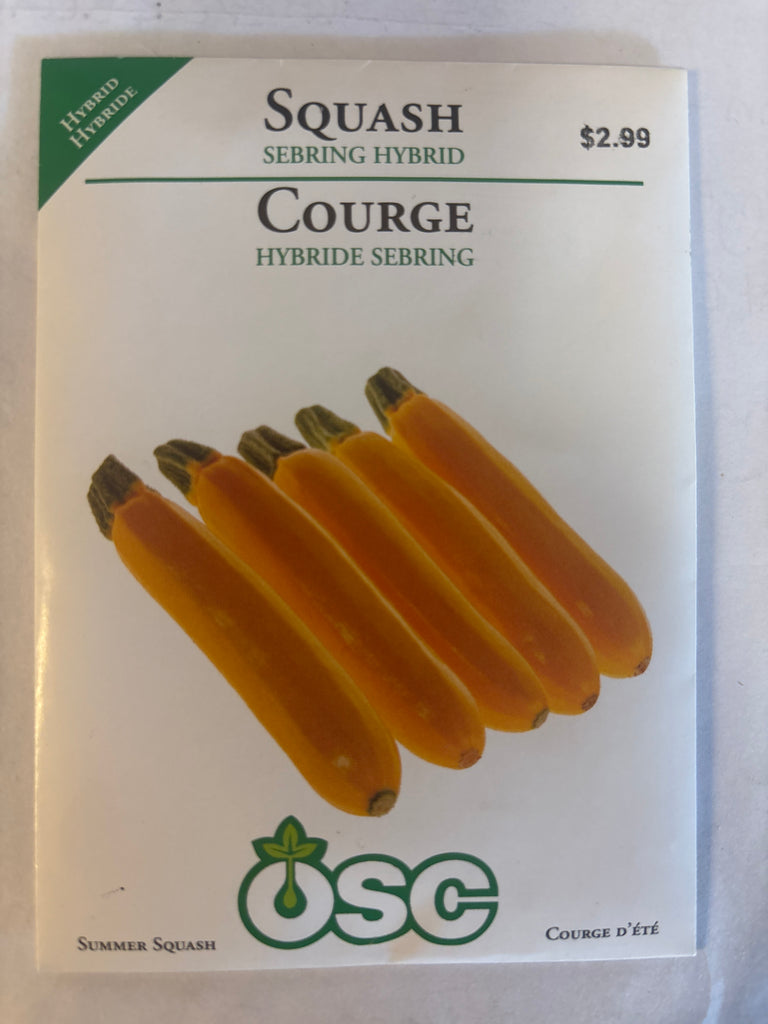 HYBRID
HYBRIDE
SQUASH
SEBRING HYBRID
$2.99
COURGE
HYBRIDE SEBRING
OSC
SUMMER SQUASH
COURGE D'ÉTÉ